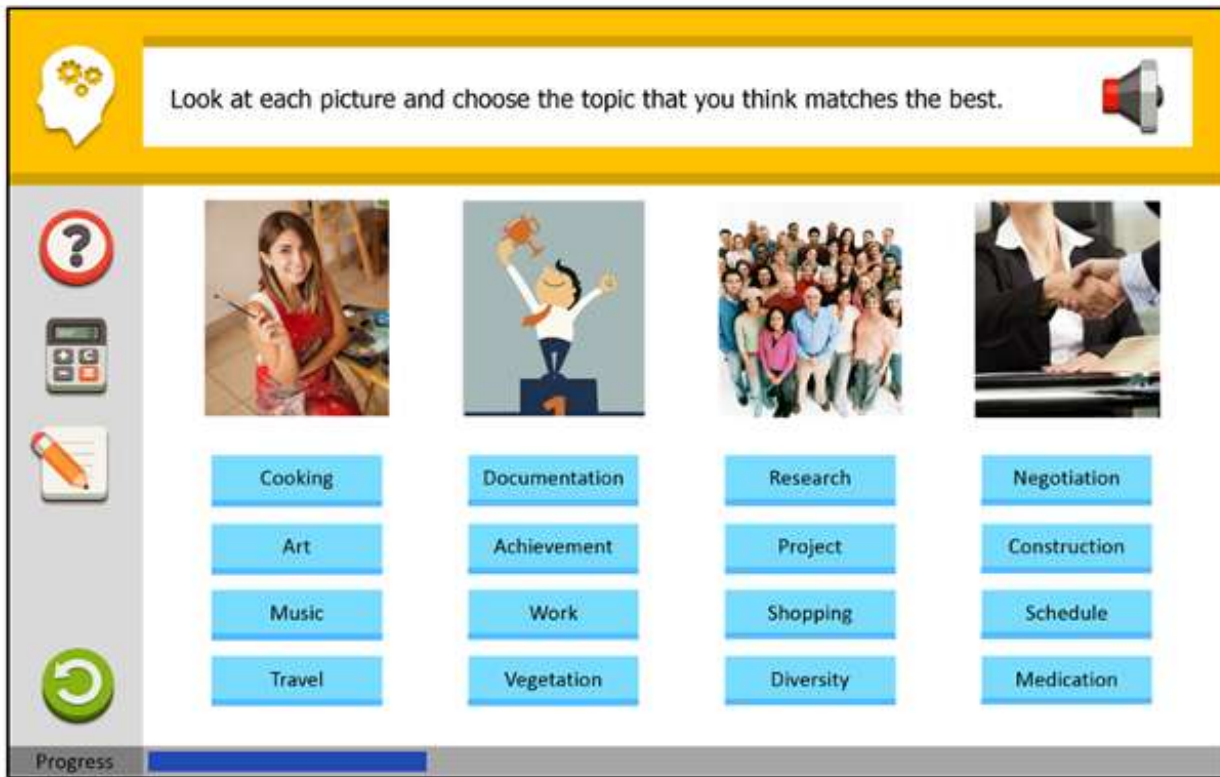 Look at each picture and choose the topic that you think matches the best.
?
1
Cooking
Documentation
Research
Negotiation
Art
Achievement
Project
Construction
Music
Work
Shopping
Schedule
Travel
Vegetation
Diversity
Medication
Progress